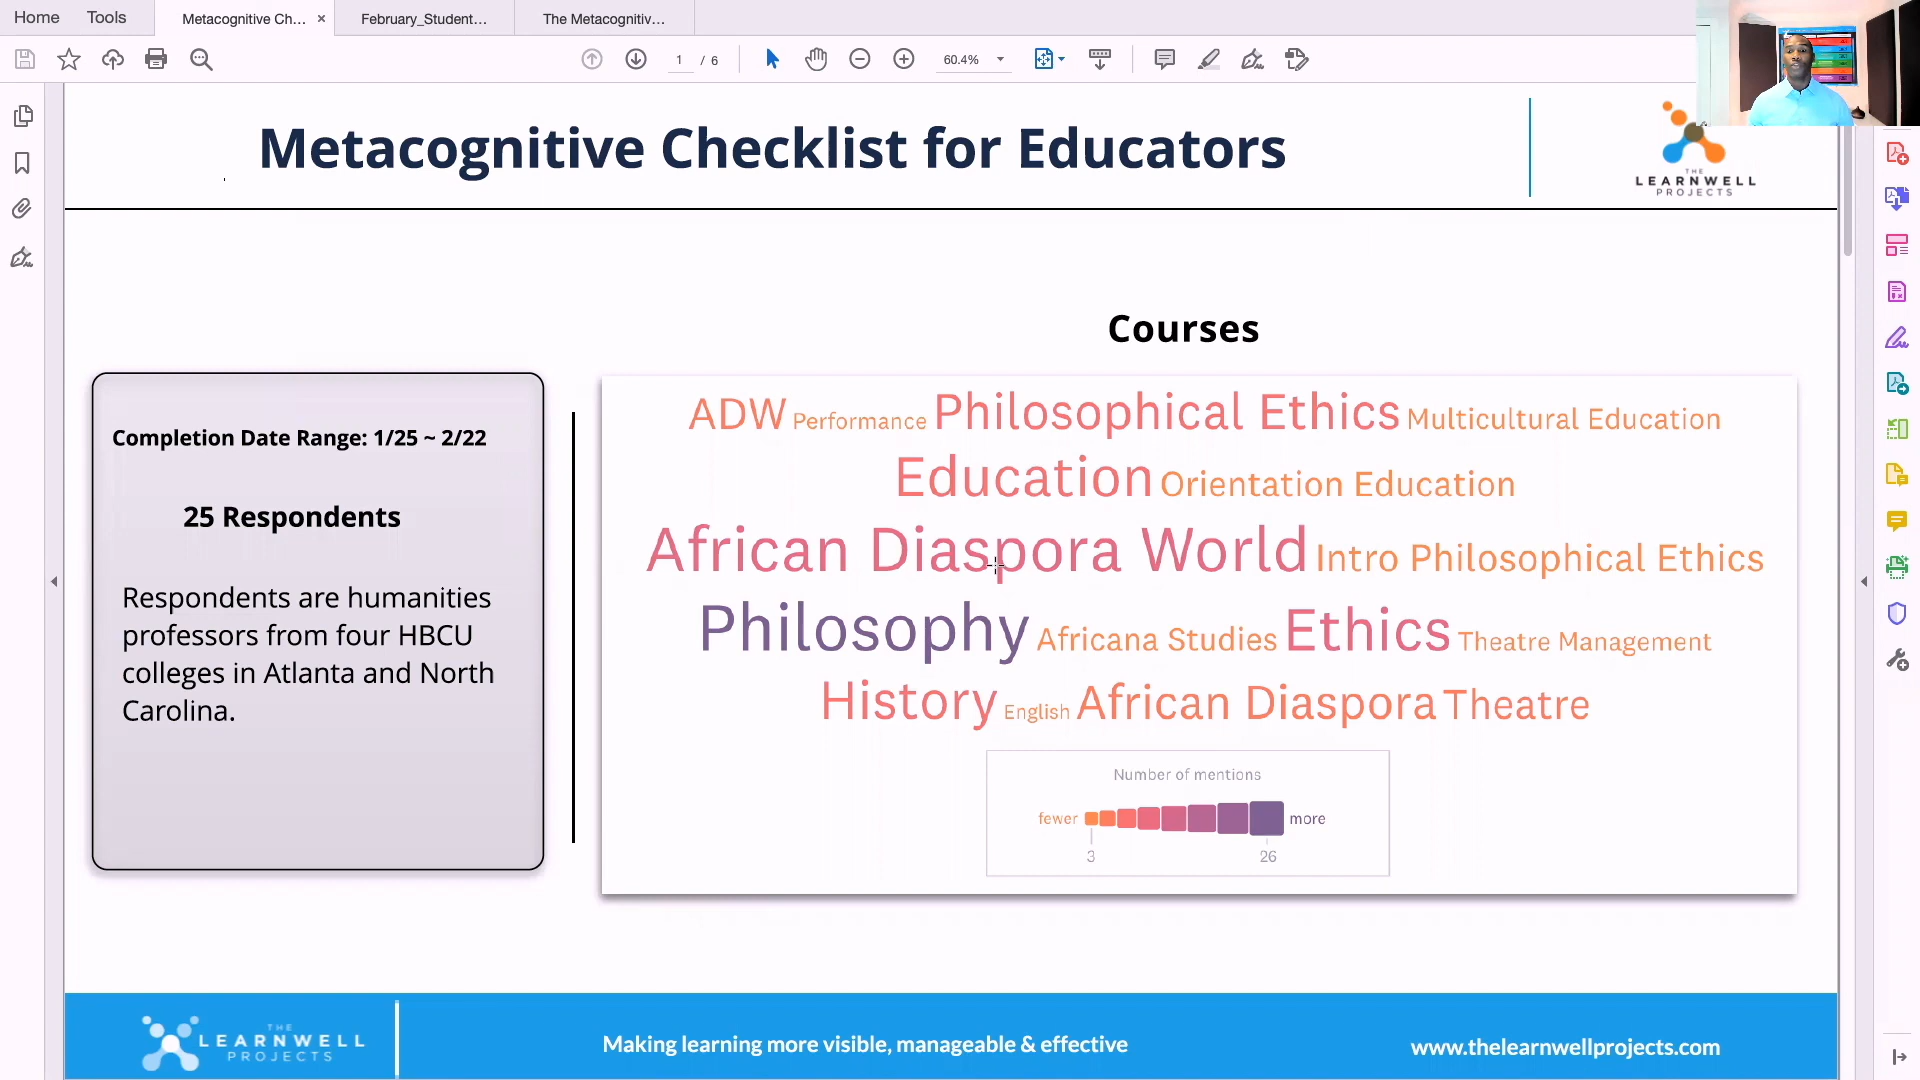 Home Tools Metacognitive Ch... × February_Student... The Metacognitiv...
1 / 6 60.4%
Metacognitive Checklist for Educators
THE
LEARNWELL
PROJECTS
Courses
Completion Date Range: 1/25 ~ 2/22
25 Respondents
Respondents are humanities
professors from four HBCU
colleges in Atlanta and North
Carolina.
ADW Performance Philosophical Ethics Multicultural Education
Education Orientation Education
African Diaspora World Intro Philosophical Ethics
Philosophy Africana Studies Ethics Theatre Management
History English African Diaspora Theatre
Number of mentions
fewer more
3 26
THE
LEARNWELL
PROJECTS
Making learning more visible, manageable & effective
www.thelearnwellprojects.com